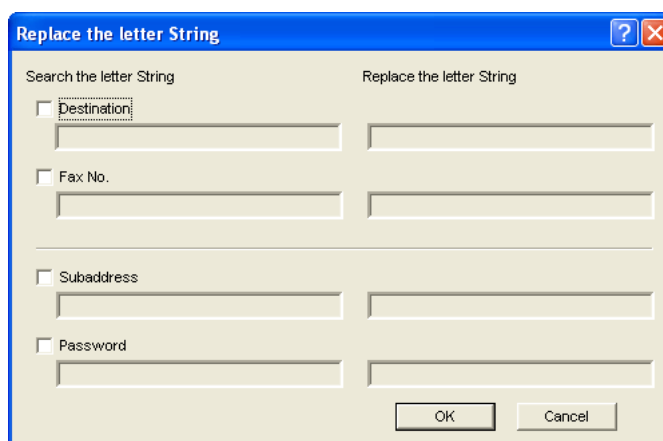 Replace the letter String
Search the letter String Replace the letter String
Destination
Fax No.
Subaddress
Password
OK Cancel